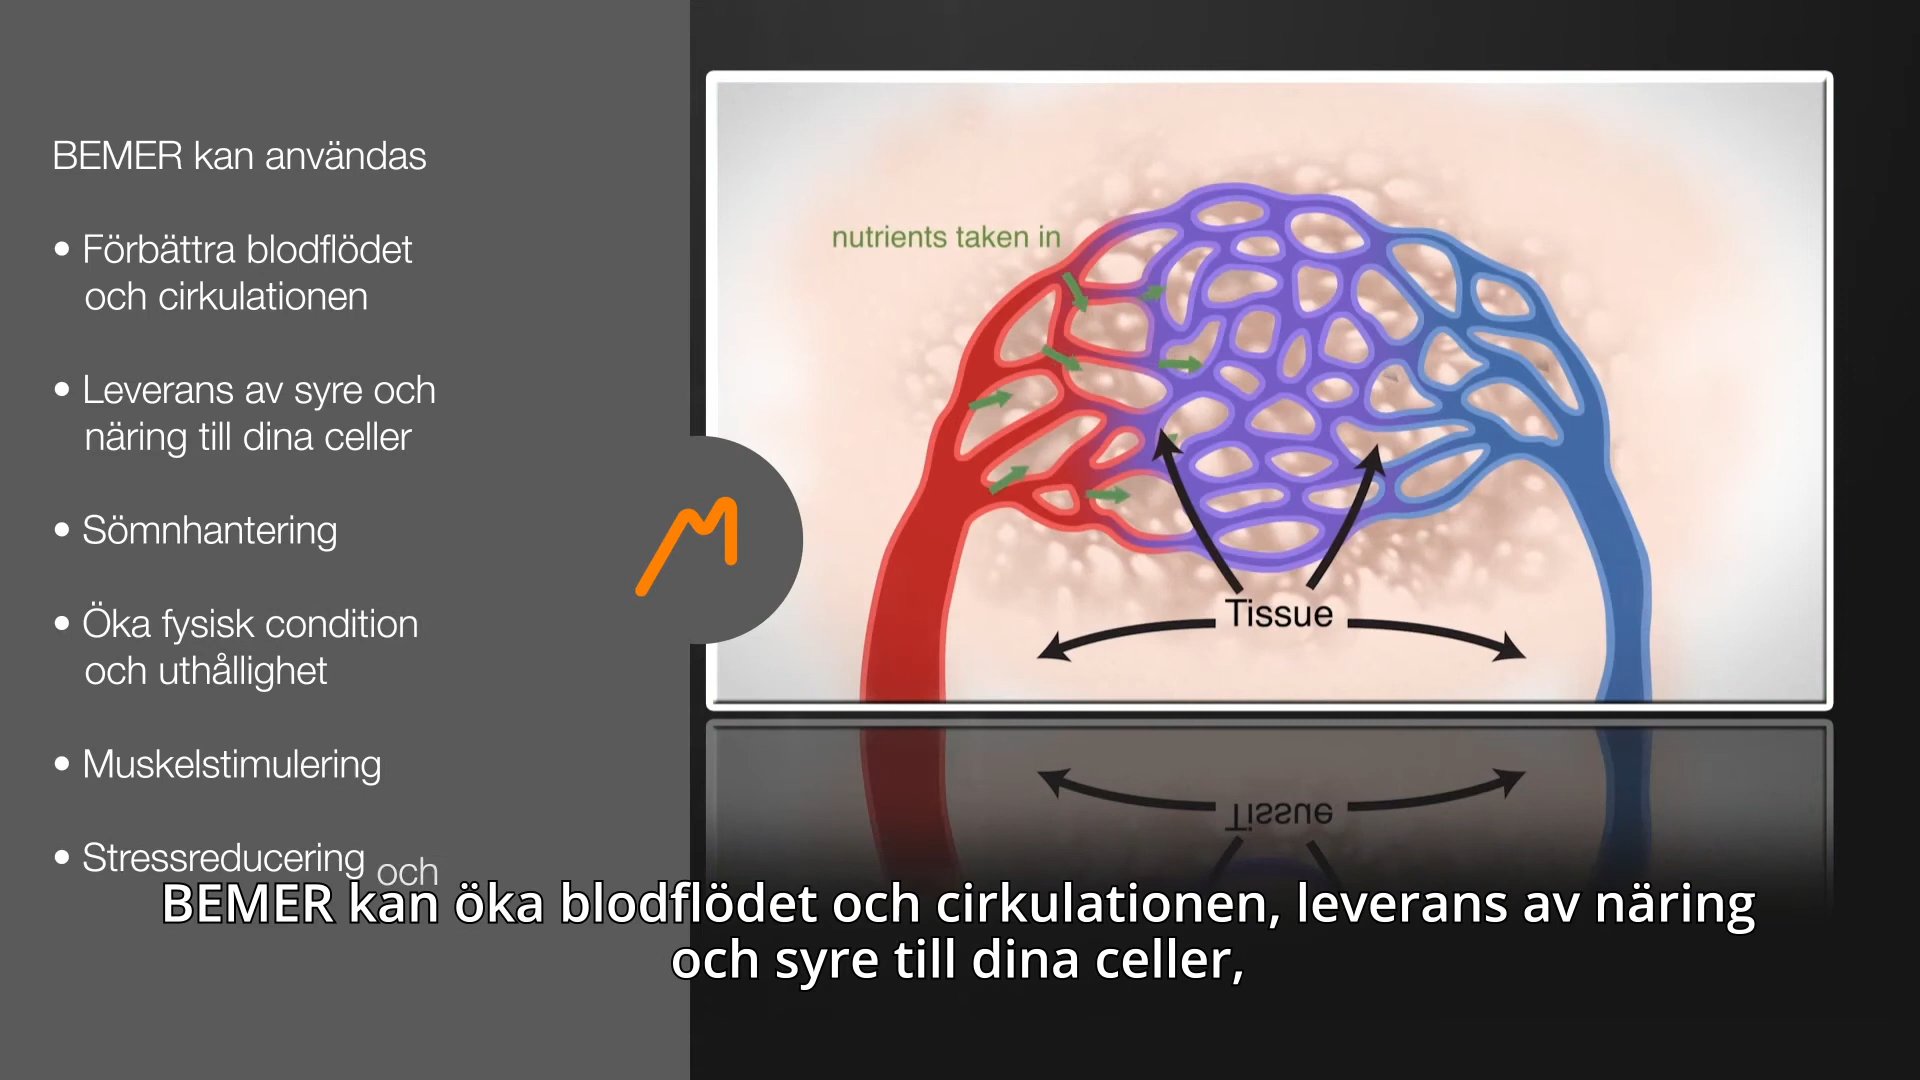 BEMER kan användas
• Förbättra blodflödet
och cirkulationen
• Leverans av syre och
näring till dina celler
• Sömnhantering
• Öka fysisk condition
och uthållighet
• Muskelstimulering
• Stressreducering och
nutrients taken in
Tissue
Tissue
BEMER kan öka blodflödet och cirkulationen, leverans av näring
och syre till dina celler,